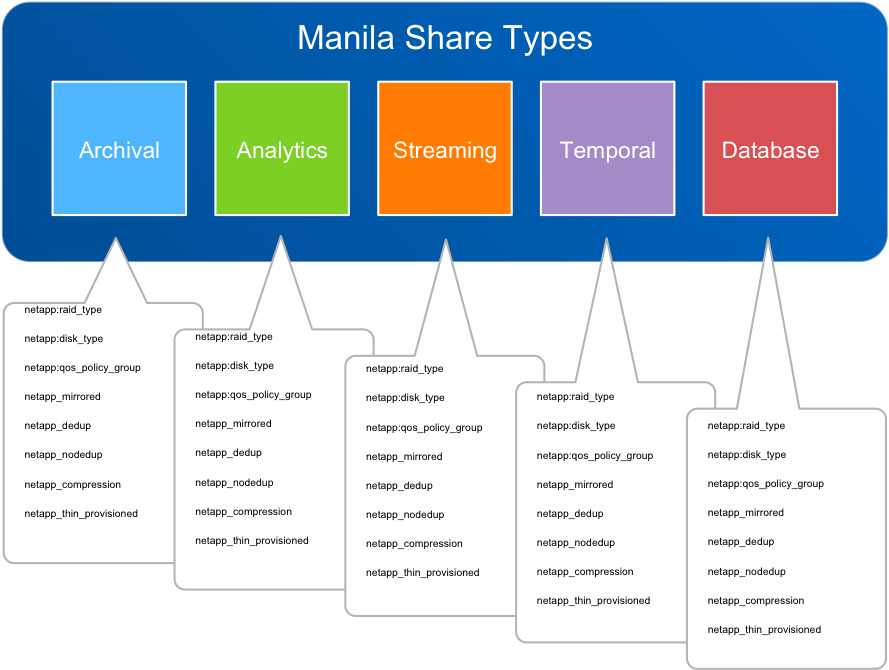 Manila Share Types
Archival
Analytics
Streaming
Temporal
Database
netapp:raid_type
netapp:disk_type
netapp:qos_policy_group
netapp_mirrored
netapp_dedup
netapp_nodedup
netapp_compression
netapp_thin_provisioned
netapp:raid_type
netapp:disk_type
netapp:qos_policy_group
netapp_mirrored
netapp_dedup
netapp_nodedup
netapp_compression
netapp_thin_provisioned
netapp:raid_type
netapp:disk_type
netapp:qos_policy_group
netapp_mirrored
netapp_dedup
netapp_nodedup
netapp_compression
netapp_thin_provisioned
netapp:raid_type
netapp:disk_type
netapp:qos_policy_group
netapp_mirrored
netapp_dedup
netapp_nodedup
netapp_compression
netapp_thin_provisioned
netapp:raid_type
netapp:disk_type
netapp:qos_policy_group
netapp_mirrored
netapp_dedup
netapp_nodedup
netapp_compression
netapp_thin_provisioned